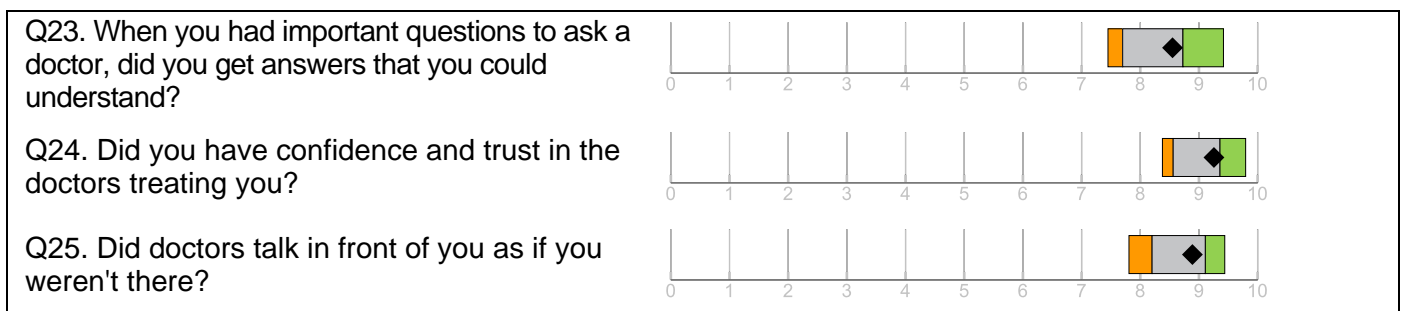 Q23. When you had important questions to ask a
doctor, did you get answers that you could
understand?
0 1 2 3 4 5 6 7 8 9 10
Q24. Did you have confidence and trust in the
doctors treating you?
0 1 2 3 4 5 6 7 8 9 10
Q25. Did doctors talk in front of you as if you
weren't there?
0 1 2 3 4 5 6 7 8 9 10